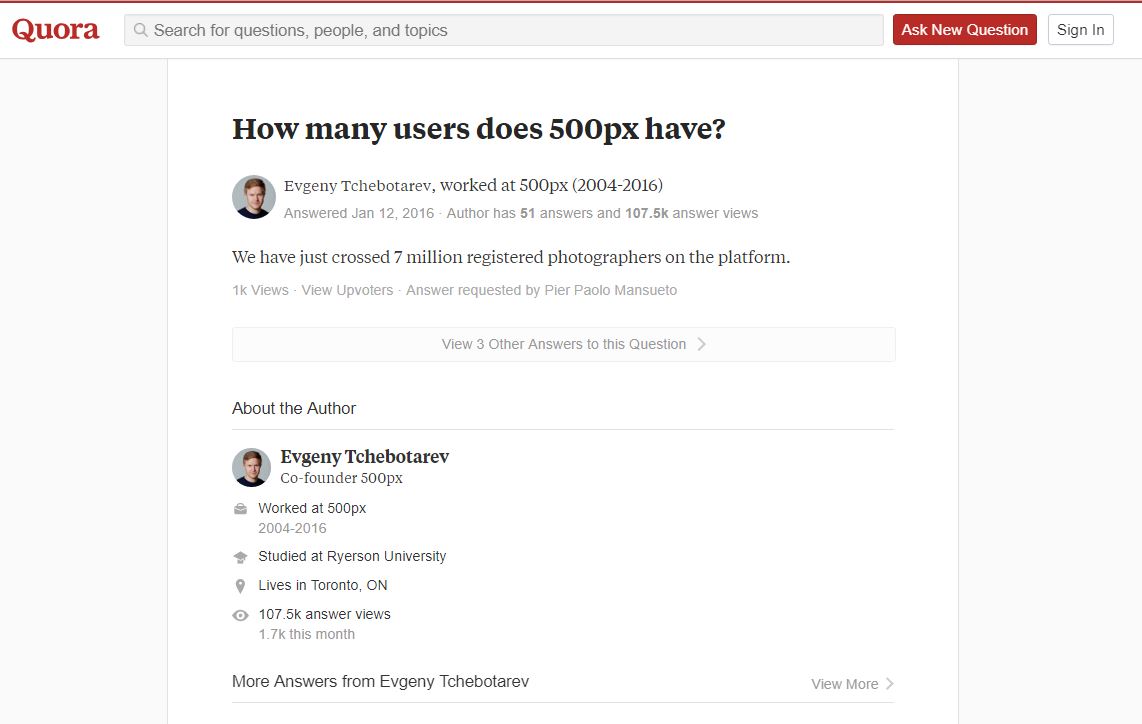 Quora
Search for questions, people, and topics
Ask New Question
Sign In
How many users does 500px have?
Evgeny Tchebotarev, worked at 500px (2004-2016)
Answered Jan 12, 2016 · Author has 51 answers and 107.5k answer views
We have just crossed 7 million registered photographers on the platform.
1k Views · View Upvoters · Answer requested by Pier Paolo Mansueto
View 3 Other Answers to this Question
About the Author
Evgeny Tchebotarev
Co-founder 500px
Worked at 500px
2004-2016
Studied at Ryerson University
Lives in Toronto, ON
107.5k answer views
1.7k this month
More Answers from Evgeny Tchebotarev
View More